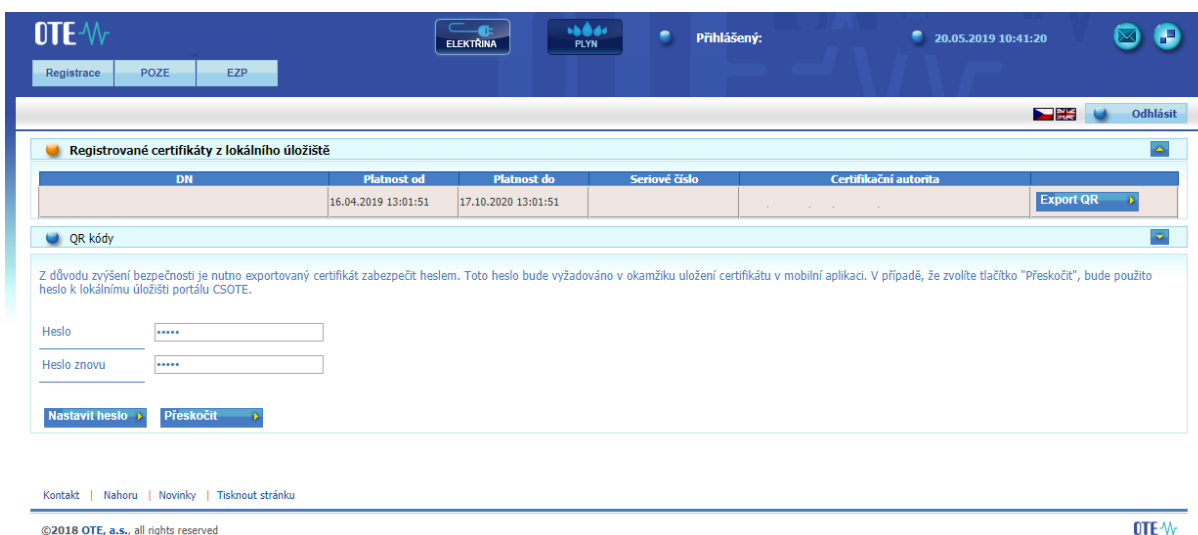 OTE
ELEKTŘINA
PLYN
Přihlášený:
20.05.2019 10:41:20
Registrace POZE EZP
Odhlásit
Registrované certifikáty z lokálního úložiště
DN Platnost od Platnost do Seriové číslo Certifikační autorita
16.04.2019 13:01:51 17.10.2020 13:01:51 Export QR
QR kódy
Z důvodu zvýšení bezpečnosti je nutno exportovaný certifikát zabezpečit heslem. Toto heslo bude vyžadováno v okamžiku uložení certifikátu v mobilní aplikaci. V případě, že zvolíte tlačítko "Přeskočit", bude použito
heslo k lokálnímu úložišti portálu CSOTE.
Heslo •••••
Heslo znovu •••••
Nastavit heslo Přeskočit
Kontakt | Nahoru | Novinky | Tisknout stránku
©2018 OTE, a.s., all rights reserved
OTE